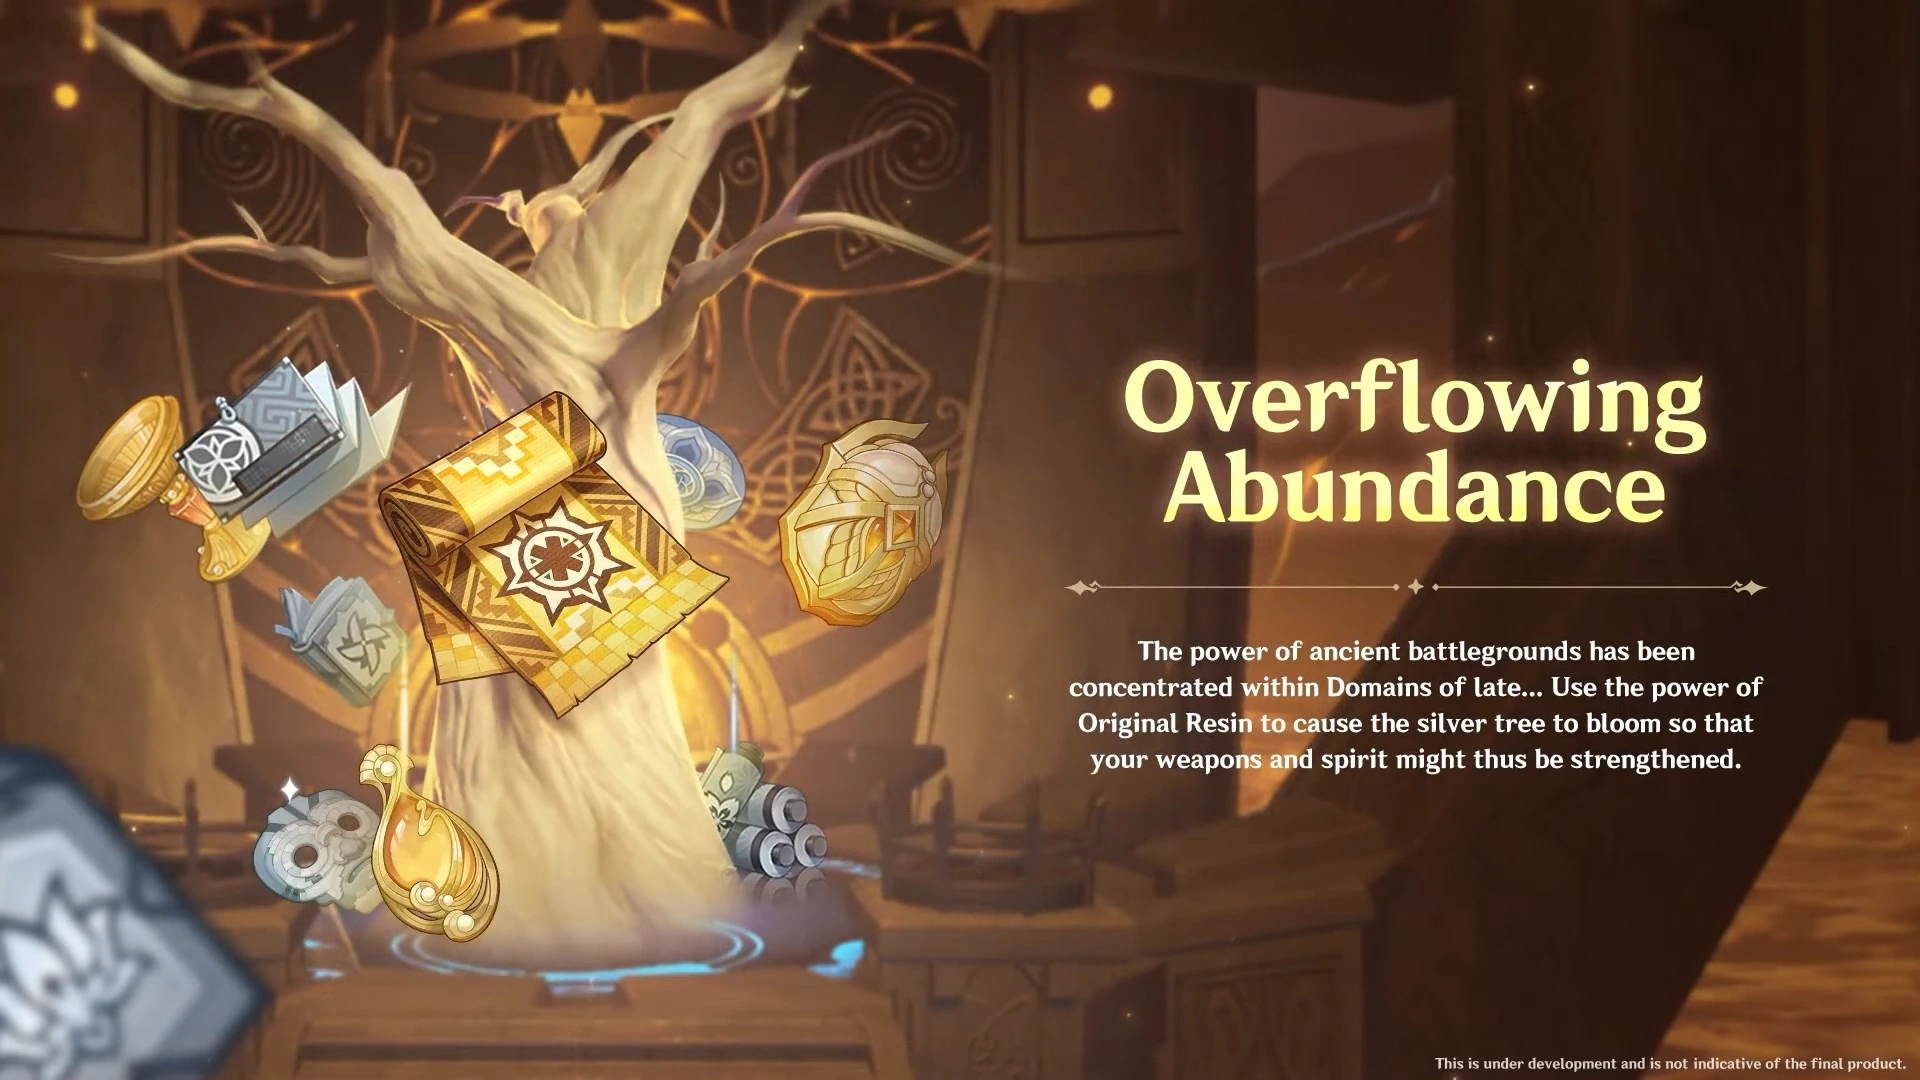 Overflowing
Abundance
The power of ancient battlegrounds has been
concentrated within Domains of late... Use the power of
Original Resin to cause the silver tree to bloom so that
your weapons and spirit might thus be strengthened.
This is under development and is not indicative of the final product.